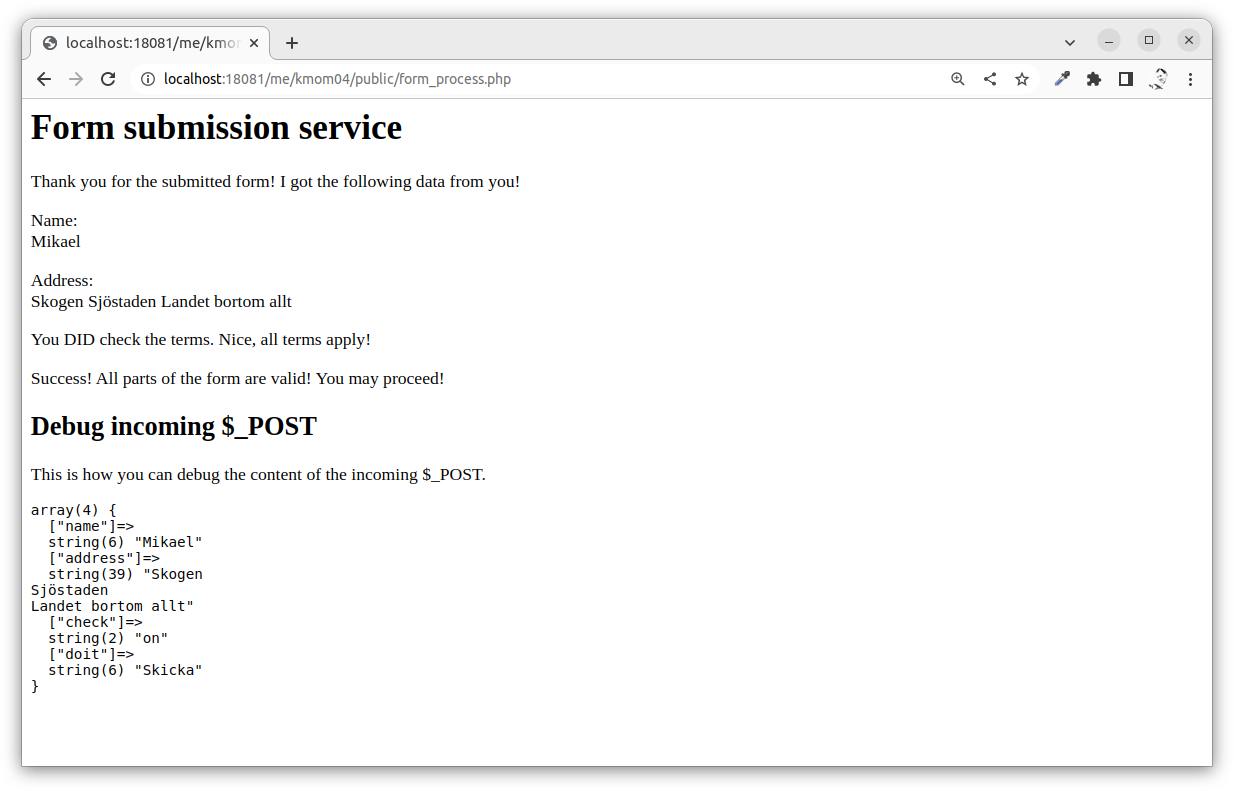 localhost:18081/me/kmom
localhost:18081/me/kmom04/public/form_process.php
Form submission service
Thank you for the submitted form! I got the following data from you!
Name:
Mikael
Address:
Skogen Sjöstaden Landet bortom allt
You DID check the terms. Nice, all terms apply!
Success! All parts of the form are valid! You may proceed!
Debug incoming $_POST
This is how you can debug the content of the incoming $_POST.
array(4) {
  ["name"]=>
  string(6) "Mikael"
  ["address"]=>
  string(39) "Skogen
Sjöstaden
Landet bortom allt"
  ["check"]=>
  string(2) "on"
  ["doit"]=>
  string(6) "Skicka"
}